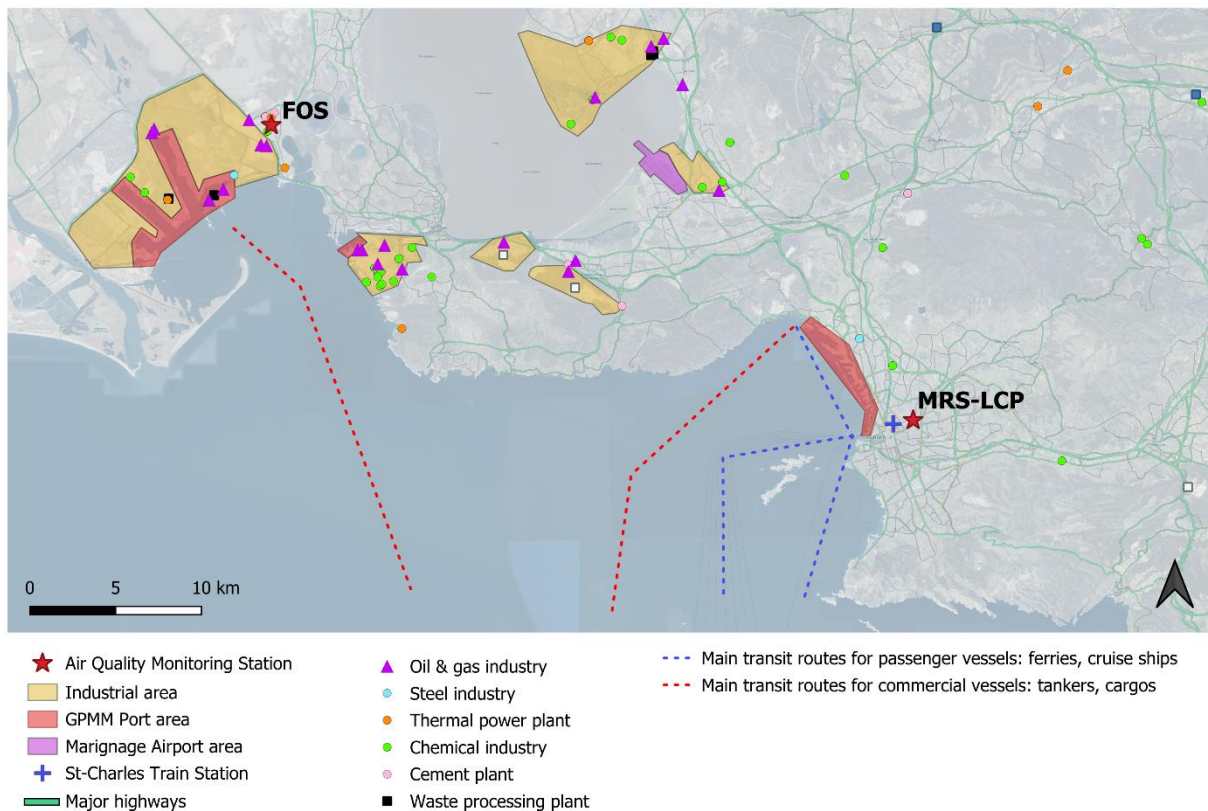 FOS
MRS-LCP
0 5 10 km
Air Quality Monitoring Station
Industrial area
GPMM Port area
Marignage Airport area
St-Charles Train Station
Major highways
Oil & gas industry
Steel industry
Thermal power plant
Chemical industry
Cement plant
Waste processing plant
Main transit routes for passenger vessels: ferries, cruise ships
Main transit routes for commercial vessels: tankers, cargos